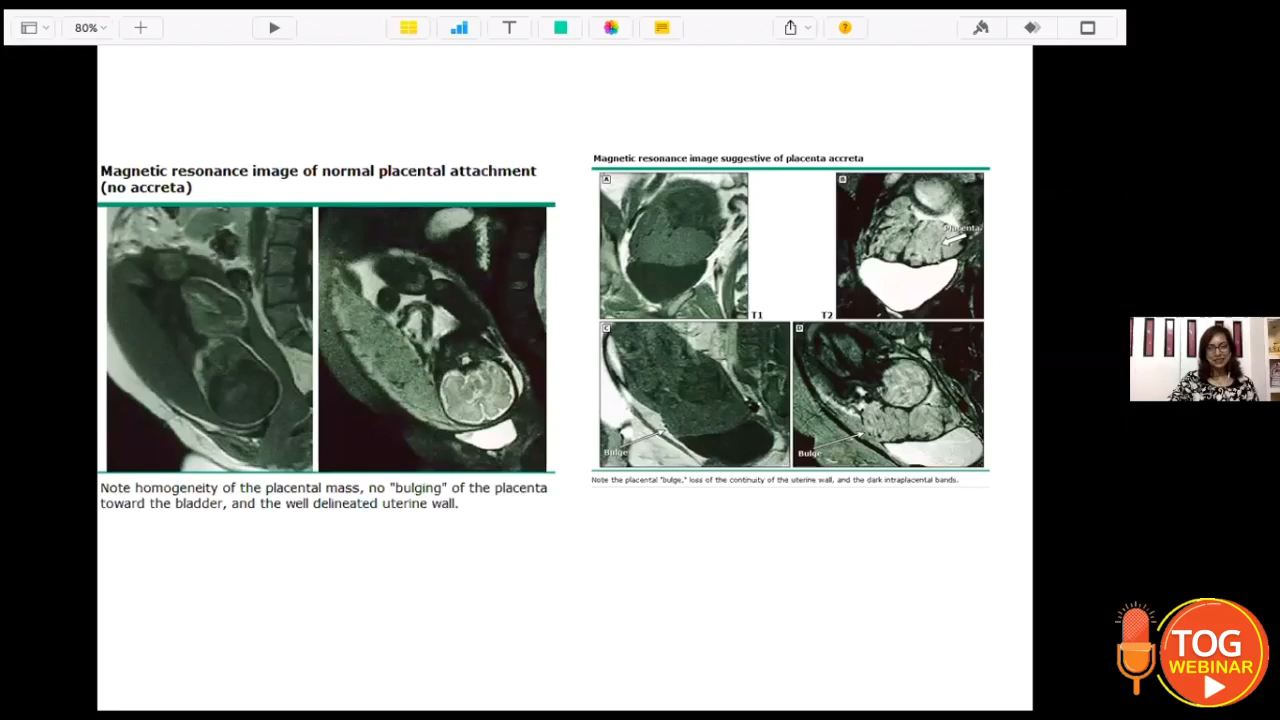 80%
Magnetic resonance image of normal placental attachment
(no accreta)
Note homogeneity of the placental mass, no "bulging" of the placenta
toward the bladder, and the well delineated uterine wall.
Magnetic resonance image suggestive of placenta accreta
A
B
Placenta
T1
T2
C
D
Bulge
Bulge
Note the placental "bulge," loss of the continuity of the uterine wall, and the dark intraplacental bands.
TOG
WEBINAR